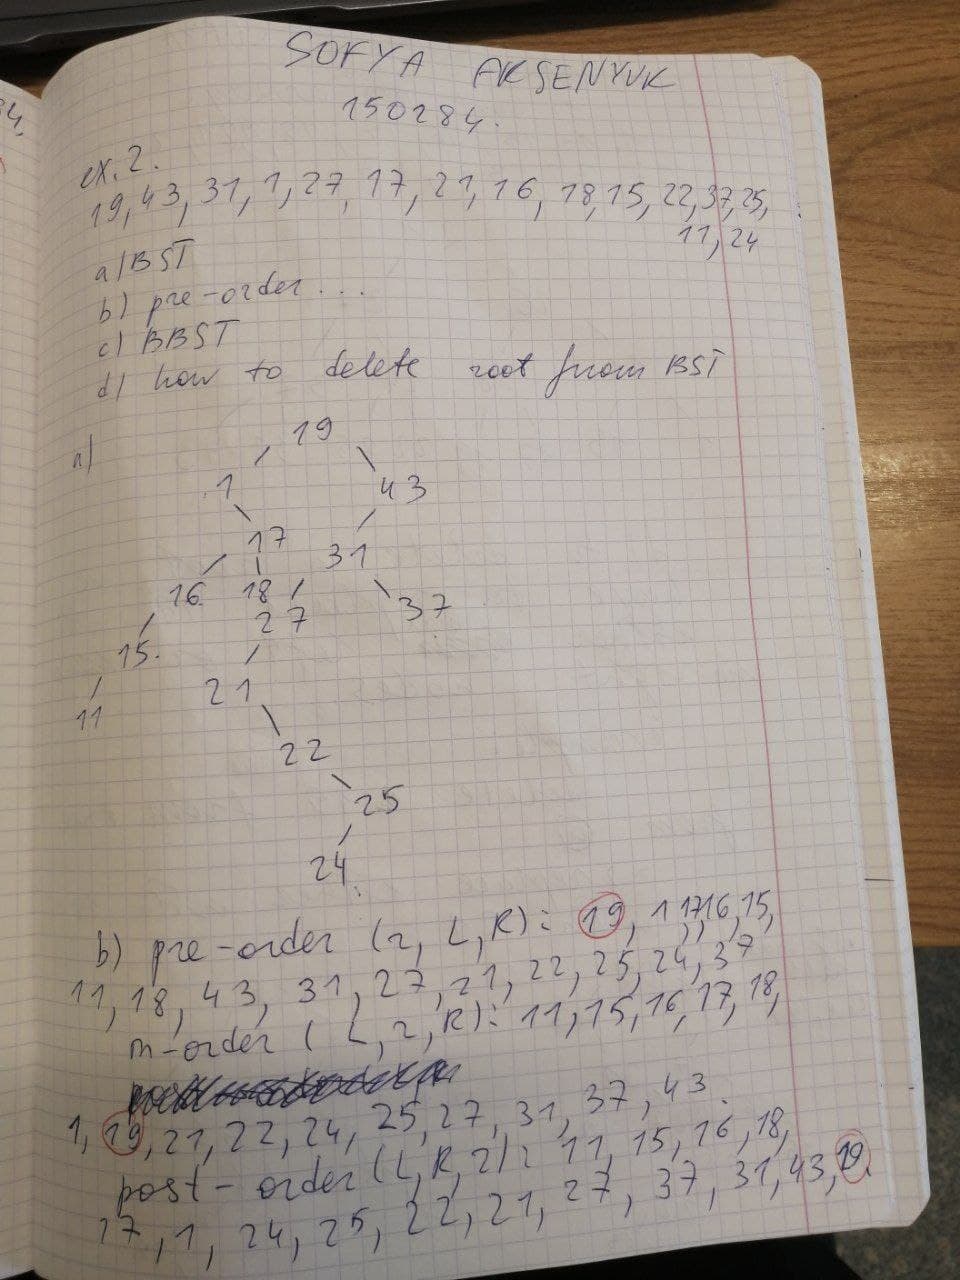 SOFYA AKSENYUK
150284.
ex. 2.
19, 43, 31, 1, 27, 17, 21, 16, 18, 15, 22, 37, 25,
11, 24
a) BST
b) pre-order ...
c) BBST
d) how to delete root from BST
a)
19
1 43
17 31
16 18 37
27
15.
21
11
22
25
24
b) pre-order (r, L, R): 19, 1, 17, 16, 15,
11, 18, 43, 31, 27, 21, 22, 25, 24, 37
in-order (L, r, R): 11, 15, 16, 17, 18,
1, 19, 21, 22, 24, 25, 27, 31, 37, 43.
post-order (L, R, r): 11, 15, 16, 18,
17, 1, 24, 25, 22, 21, 27, 37, 31, 43, 19.